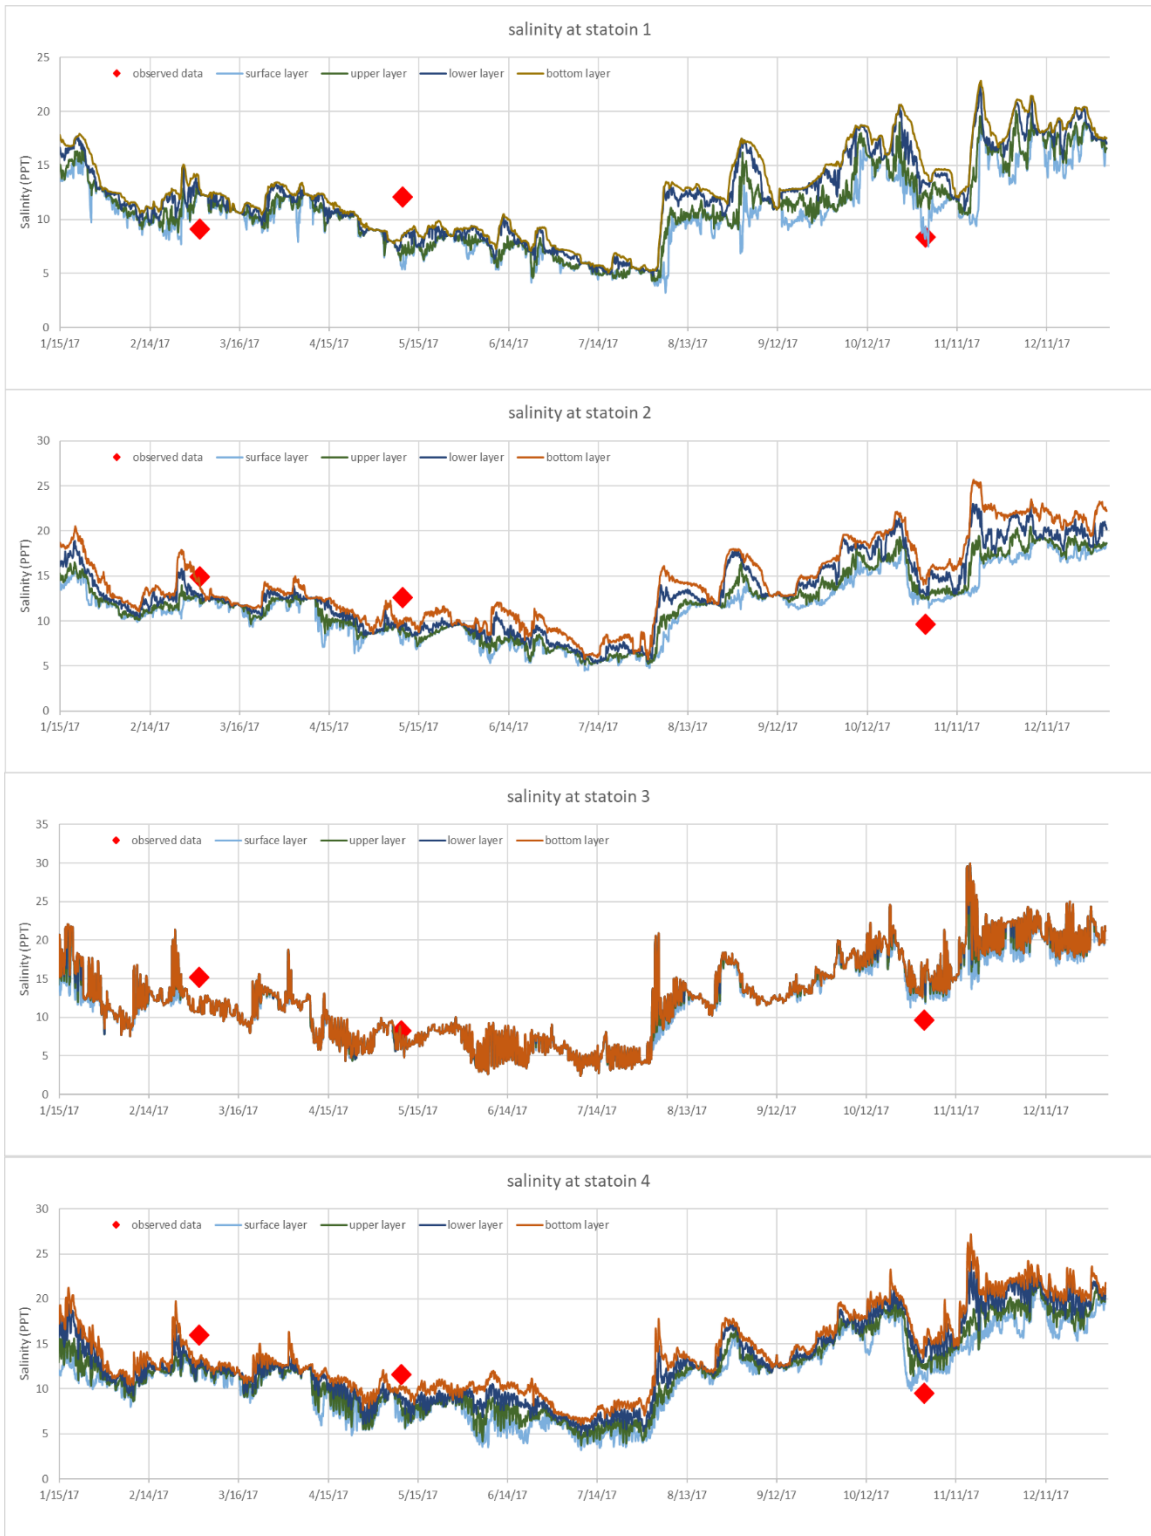 salinity at statoin 1
25
observed data surface layer upper layer lower layer bottom layer
20
15
10
5
0
Salinity (PPT)
1/15/17 2/14/17 3/16/17 4/15/17 5/15/17 6/14/17 7/14/17 8/13/17 9/12/17 10/12/17 11/11/17 12/11/17
salinity at statoin 2
30
observed data surface layer upper layer lower layer bottom layer
25
20
15
10
5
0
Salinity (PPT)
1/15/17 2/14/17 3/16/17 4/15/17 5/15/17 6/14/17 7/14/17 8/13/17 9/12/17 10/12/17 11/11/17 12/11/17
salinity at statoin 3
35
observed data surface layer upper layer lower layer bottom layer
30
25
20
15
10
5
0
Salinity (PPT)
1/15/17 2/14/17 3/16/17 4/15/17 5/15/17 6/14/17 7/14/17 8/13/17 9/12/17 10/12/17 11/11/17 12/11/17
salinity at statoin 4
30
observed data surface layer upper layer lower layer bottom layer
25
20
15
10
5
0
Salinity (PPT)
1/15/17 2/14/17 3/16/17 4/15/17 5/15/17 6/14/17 7/14/17 8/13/17 9/12/17 10/12/17 11/11/17 12/11/17